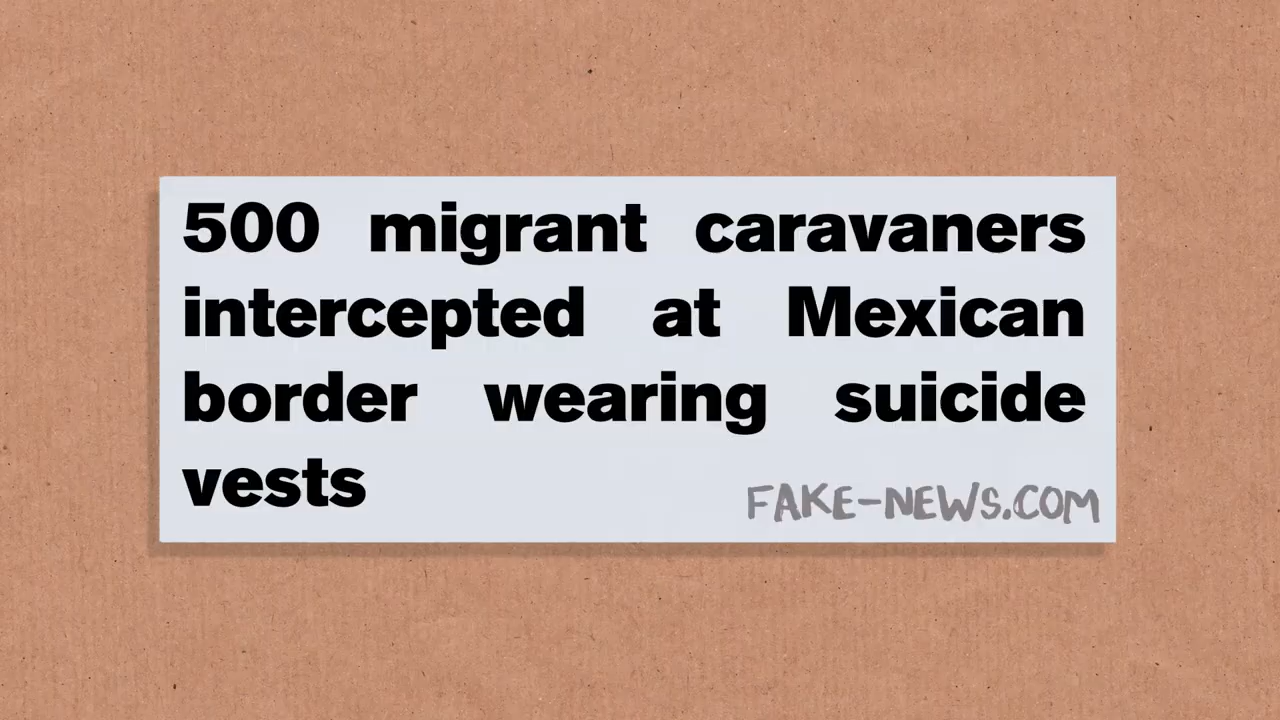 500 migrant caravaners
intercepted at Mexican
border wearing suicide
vests
FAKE-NEWS.COM